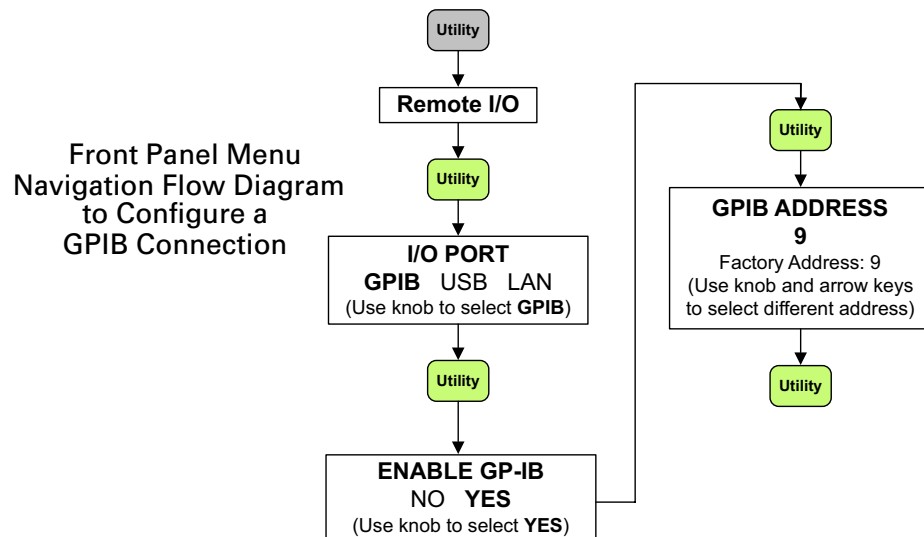 Front Panel Menu
Navigation Flow Diagram
to Configure a
GPIB Connection
Utility
Remote I/O
Utility
I/O PORT
GPIB USB LAN
(Use knob to select GPIB)
Utility
ENABLE GP-IB
NO YES
(Use knob to select YES)
Utility
GPIB ADDRESS
9
Factory Address: 9
(Use knob and arrow keys
to select different address)
Utility